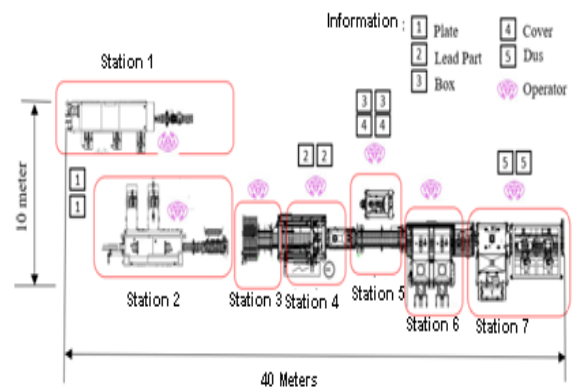 Information :
1 Plate
2 Lead Part
3 Box
4 Cover
5 Dus
Operator
Station 1
3 3
4 4
2 2
5 5
1
1
10 meter
Station 2
Station 3
Station 4
Station 5
Station 6
Station 7
40 Meters